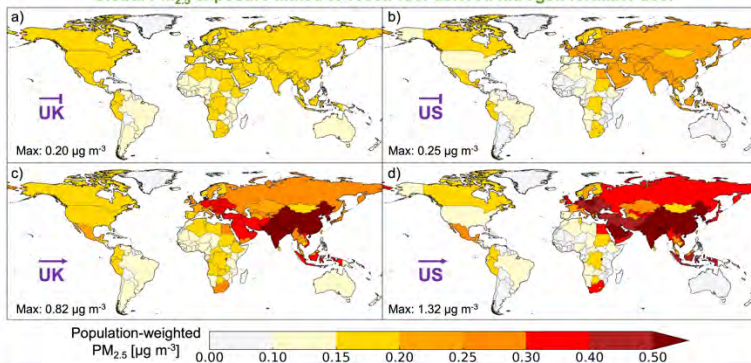 a)
UK
Max: 0.20 µg m⁻³
b)
US
Max: 0.25 µg m⁻³
c)
UK
Max: 0.82 µg m⁻³
d)
US
Max: 1.32 µg m⁻³
Population-weighted
PM₂.₅ [µg m⁻³]
0.00 0.10 0.15 0.20 0.25 0.30 0.40 0.50